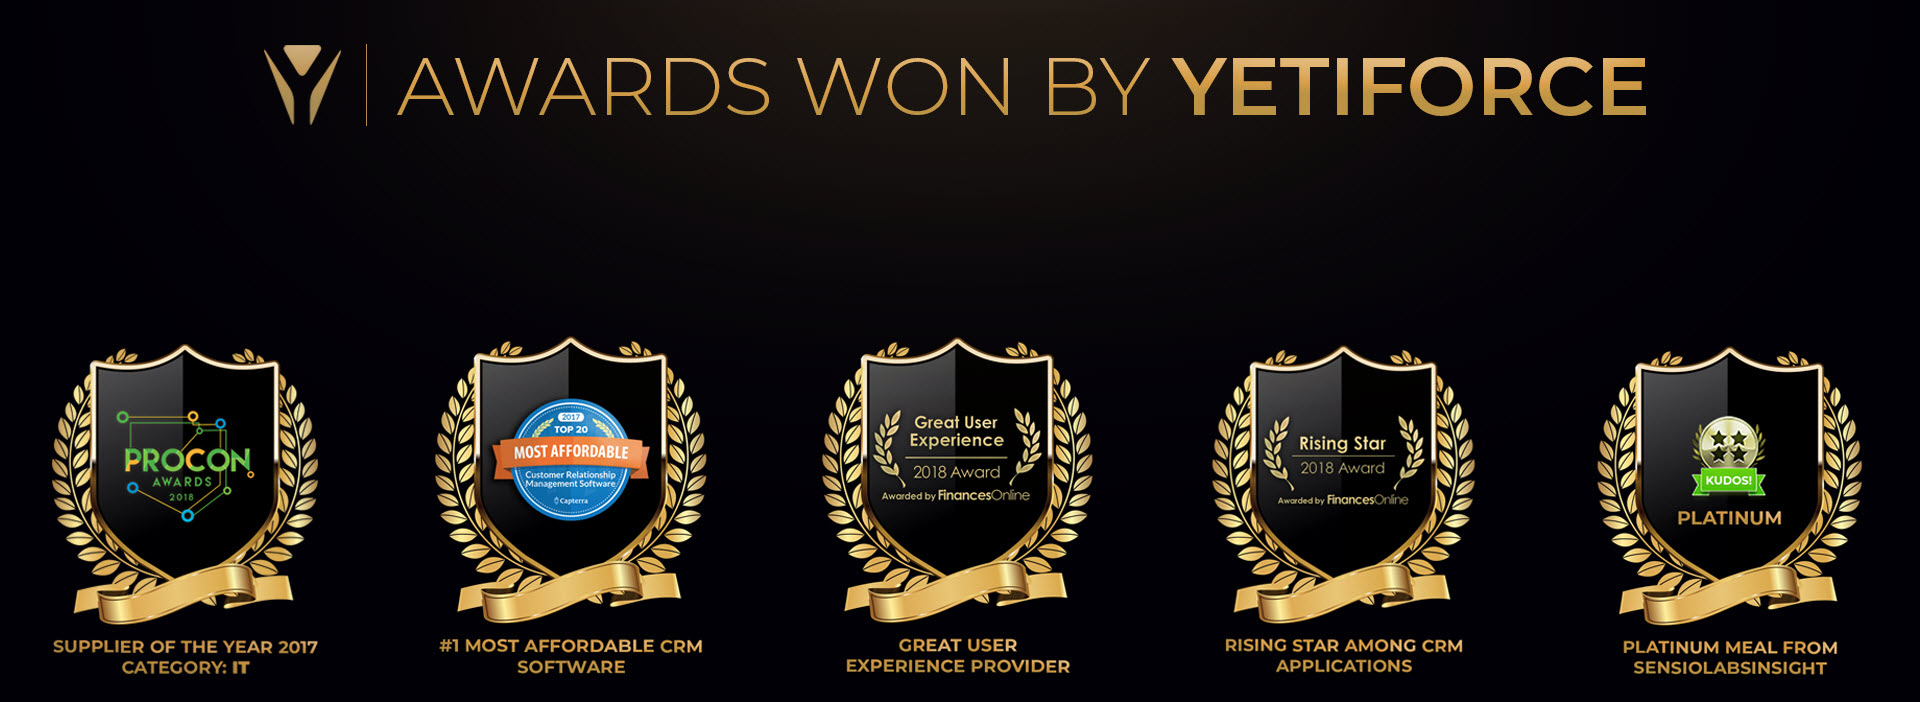 AWARDS WON BY YETIFORCE
PROCON
AWARDS
2018
SUPPLIER OF THE YEAR 2017
CATEGORY: IT
2017
TOP 20
MOST AFFORDABLE
Customer Relationship
Management Software
Capterra
#1 MOST AFFORDABLE CRM
SOFTWARE
Great User
Experience
2018 Award
Awarded by FinancesOnline
GREAT USER
EXPERIENCE PROVIDER
Rising Star
2018 Award
Awarded by FinancesOnline
RISING STAR AMONG CRM
APPLICATIONS
KUDOS!
PLATINUM
PLATINUM MEAL FROM
SENSIOLABSINSIGHT